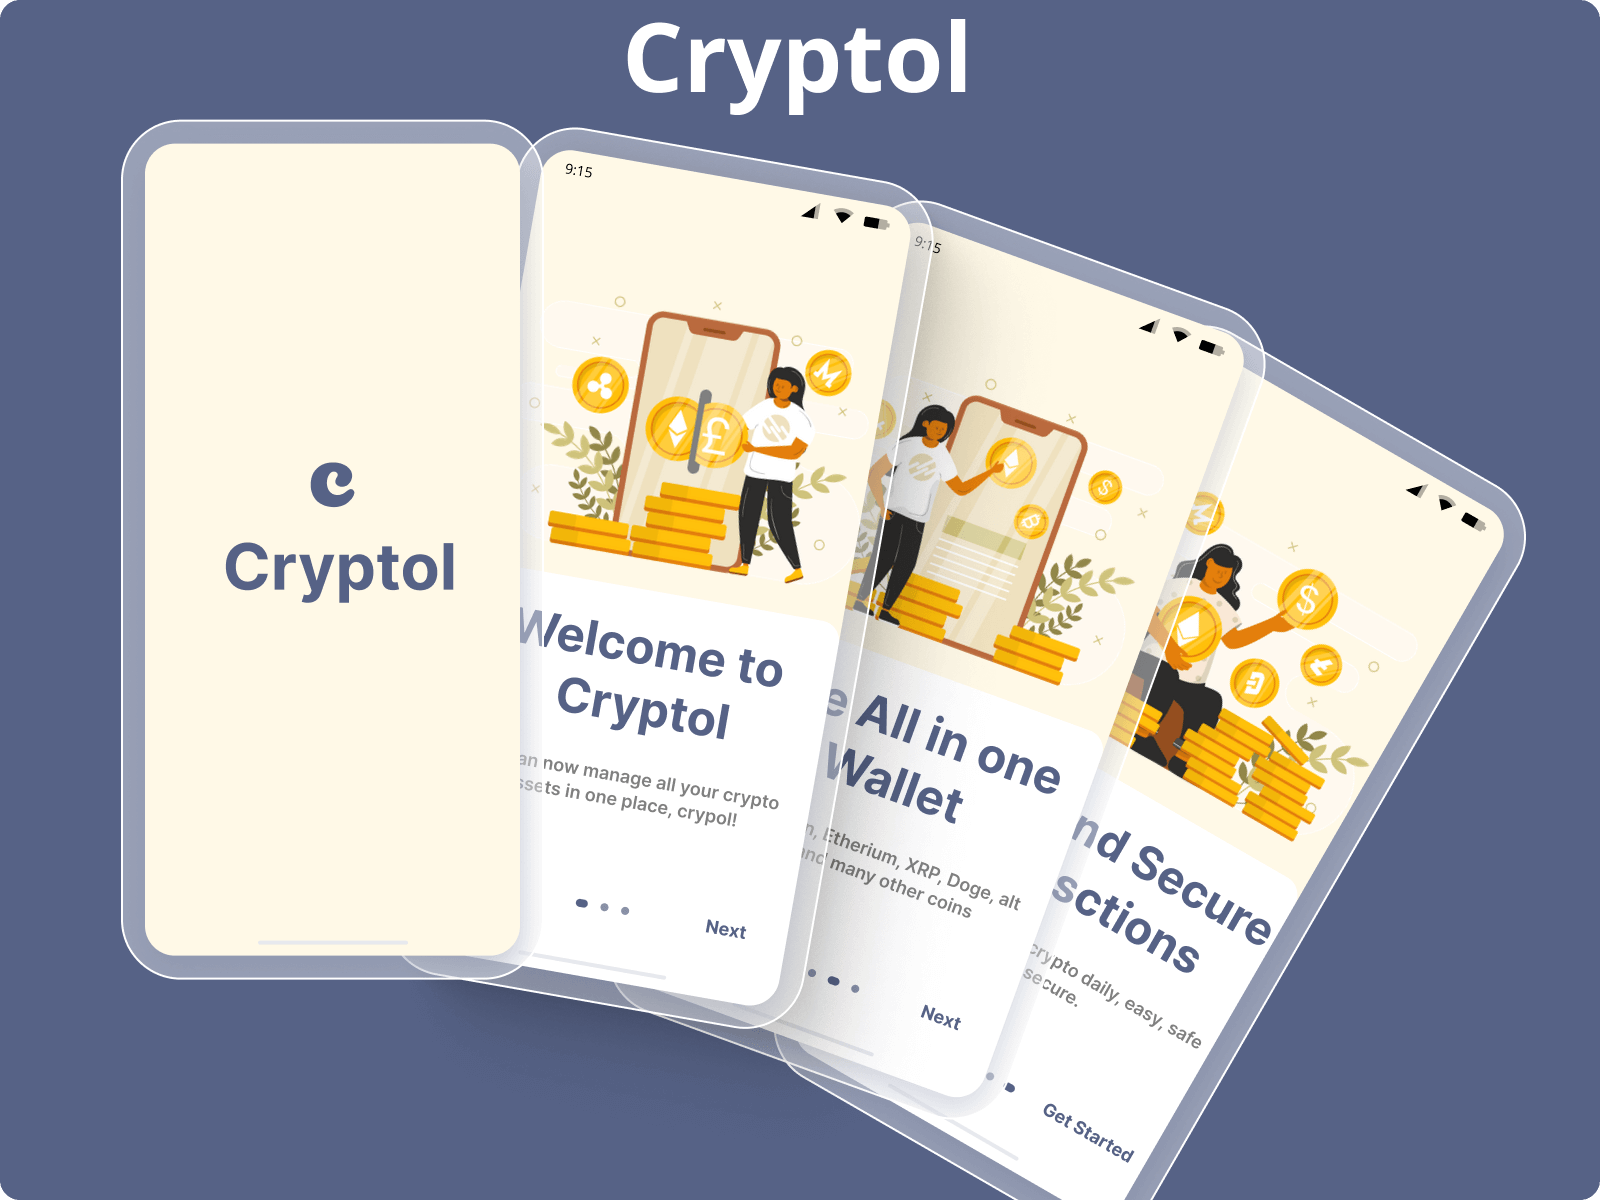 Cryptol
Cryptol
9:15
Welcome to
Cryptol
an now manage all your crypto
ssets in one place, crypol!
Next
9:15
e All in one
Wallet
n, Etherium, XRP, Doge, alt
and many other coins
Next
nd Secure
sctions
crypto daily, easy, safe
secure.
Get Started